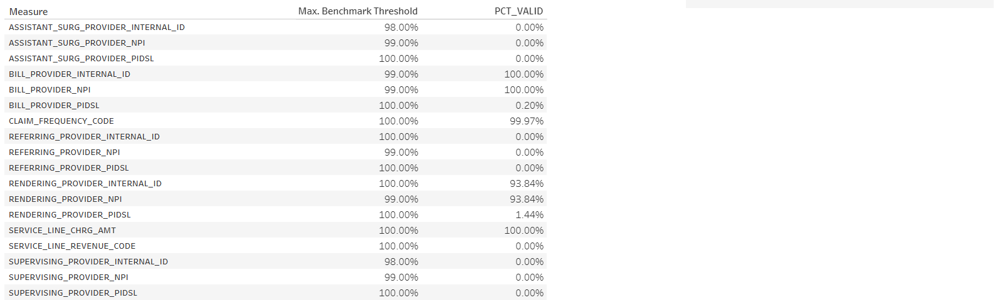 Measure Max. Benchmark Threshold PCT_VALID
ASSISTANT_SURG_PROVIDER_INTERNAL_ID 98.00% 0.00%
ASSISTANT_SURG_PROVIDER_NPI 99.00% 0.00%
ASSISTANT_SURG_PROVIDER_PIDSL 100.00% 0.00%
BILL_PROVIDER_INTERNAL_ID 99.00% 100.00%
BILL_PROVIDER_NPI 99.00% 100.00%
BILL_PROVIDER_PIDSL 100.00% 0.20%
CLAIM_FREQUENCY_CODE 100.00% 99.97%
REFERRING_PROVIDER_INTERNAL_ID 100.00% 0.00%
REFERRING_PROVIDER_NPI 99.00% 0.00%
REFERRING_PROVIDER_PIDSL 100.00% 0.00%
RENDERING_PROVIDER_INTERNAL_ID 100.00% 93.84%
RENDERING_PROVIDER_NPI 99.00% 93.84%
RENDERING_PROVIDER_PIDSL 100.00% 1.44%
SERVICE_LINE_CHRG_AMT 100.00% 100.00%
SERVICE_LINE_REVENUE_CODE 100.00% 0.00%
SUPERVISING_PROVIDER_INTERNAL_ID 98.00% 0.00%
SUPERVISING_PROVIDER_NPI 99.00% 0.00%
SUPERVISING_PROVIDER_PIDSL 100.00% 0.00%